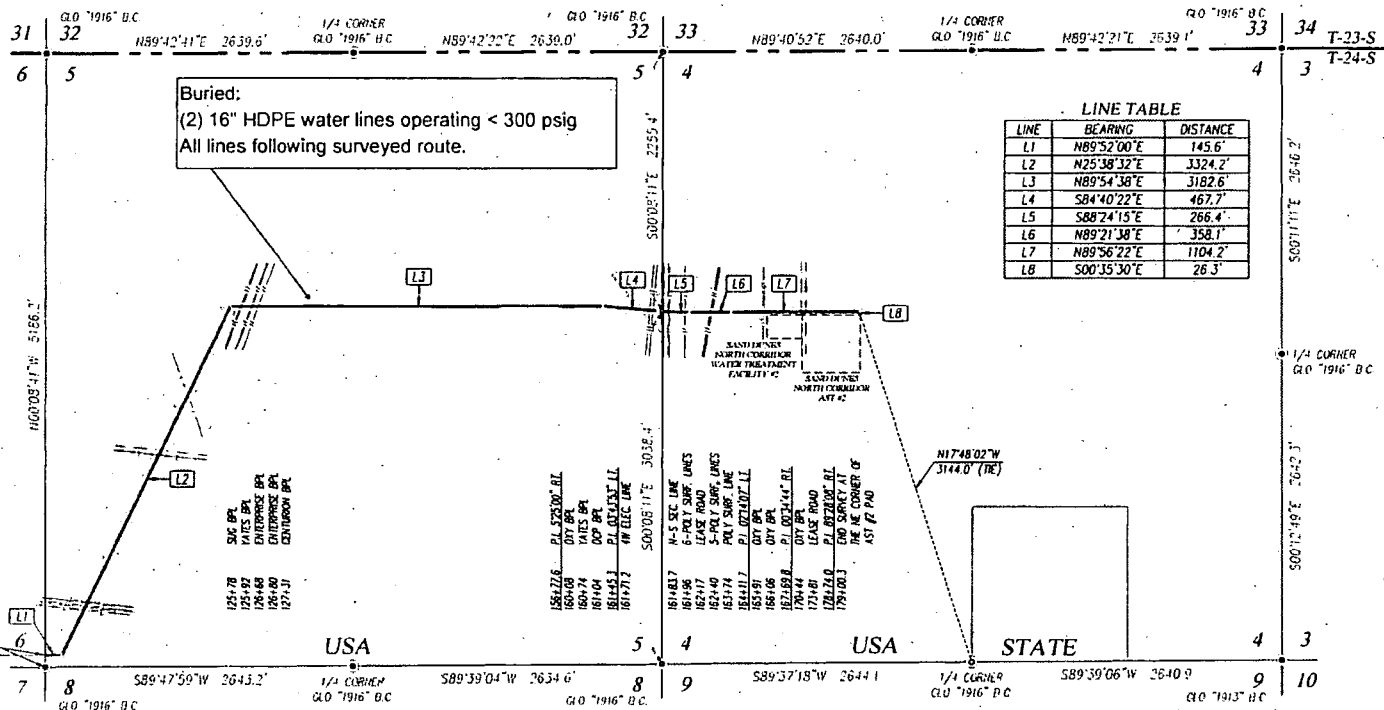 31 32
GLO "1916" B.C.
N89°42'41"E 2639.6'
1/4 CORNER
GLO "1916" B.C
N89°42'22"E 2639.0'
GLO "1916" B.C.
32 33
N89°40'52"E 2640.0'
1/4 CORNER
GLO "1916" B.C
N89°42'21"E 2639.1'
GLO "1916" B.C
33 34
T-23-S
T-24-S
6 5
5 4
4 3
Buried:
(2) 16" HDPE water lines operating < 300 psig
All lines following surveyed route.
LINE TABLE
LINE BEARING DISTANCE
L1 N89°52'00"E 145.6'
L2 N25°38'32"E 3324.2'
L3 N89°54'38"E 3182.6'
L4 S84°40'22"E 467.7'
L5 S88°24'15"E 266.4'
L6 N89°21'38"E 358.1'
L7 N89°56'22"E 1104.2'
L8 S00°35'30"E 26.3'
S00°08'11"E 2255.4'
S00°11'11"E 2646.2'
N00°08'41"W 5186.2'
L3
L4
L5
L6
L7
L8
SAND DUNES
NORTH CORRIDOR
WATER TREATMENT
FACILITY #2
SAND DUNES
NORTH CORRIDOR
AST #2
1/4 CORNER
GLO "1916" B.C
L2
S00°08'11"E 3038.4'
N17°48'02"W
3144.0' (TIE)
S00°12'49"E 2642.3'
125+78 SUG BPL
125+92 YATES BPL
126+68 ENTERPRISE BPL
126+80 ENTERPRISE BPL
127+31 CENTURION BPL
P.I.
160+08 OXY BPL
160+74 YATES BPL
161+04 DCP BPL
161+45.3 P.I.
161+71.2 4W ELEC. LINE
161+83.7 N-S SEC LINE
161+96 6-POLY SURF. LINES
162+17 LEASE ROAD
162+40 5-POLY SURF. LINES
163+74 POLY SURF. LINE
164+11.7 P.I. 02°14'07" LT.
165+91 OXY BPL
166+06 OXY BPL
167+69.8 P.I. 00°34'44" RT.
170+44 OXY BPL
173+81 LEASE ROAD
178+74.0 P.I. 89°28'08" RT.
179+00.3 END SURVEY AT
THE NE CORNER OF
AST #2 PAD
L1
6
USA
5 4
USA
STATE
4 3
7 8
GLO "1916" B.C
S89°47'59"W 2643.2'
1/4 CORNER
GLO "1916" B.C
S89°39'04"W 2634.6'
8 9
GLO "1916" B.C.
S89°37'18"W 2644.1
1/4 CORNER
GLO "1916" B.C
S89°39'06"W 2640.9
9 10
GLO "1913" B.C